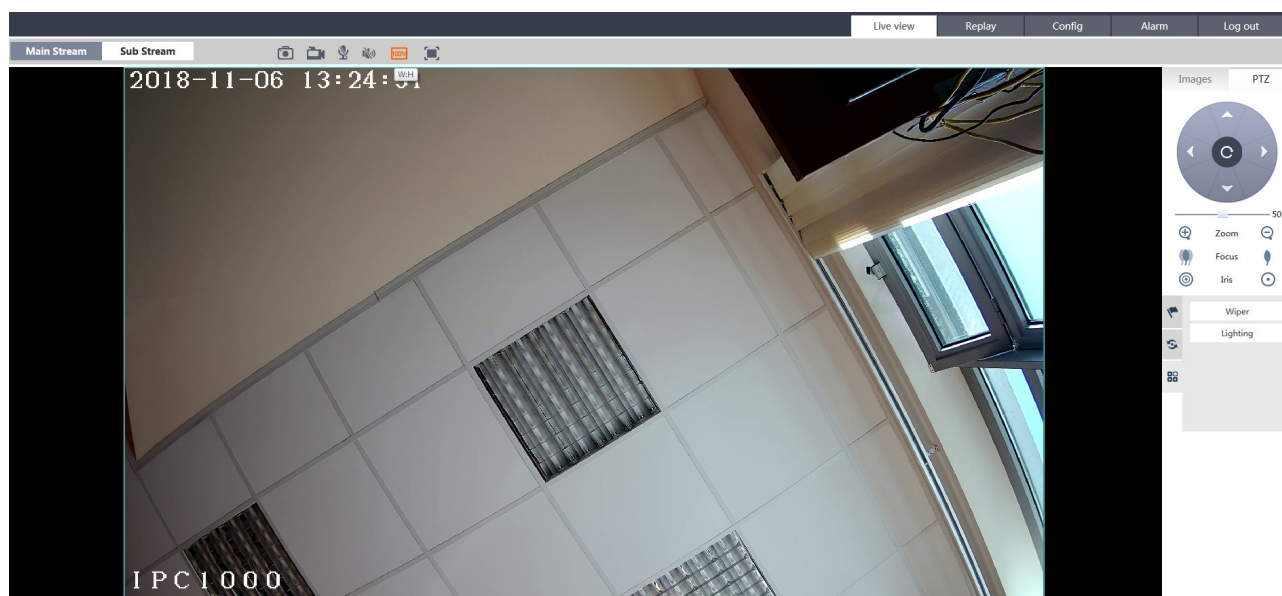 Live view Replay Config Alarm Log out
Main Stream Sub Stream 100%
W:H
2018-11-06 13:24:
Images PTZ
50
Zoom
Focus
Iris
Wiper
Lighting
IPC1000